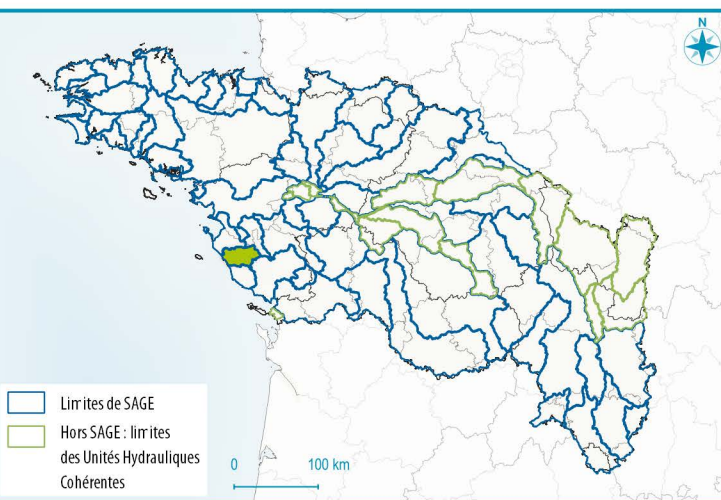 N
Limites de SAGE
Hors SAGE : limites
des Unités Hydrauliques
Cohérentes
0 100 km